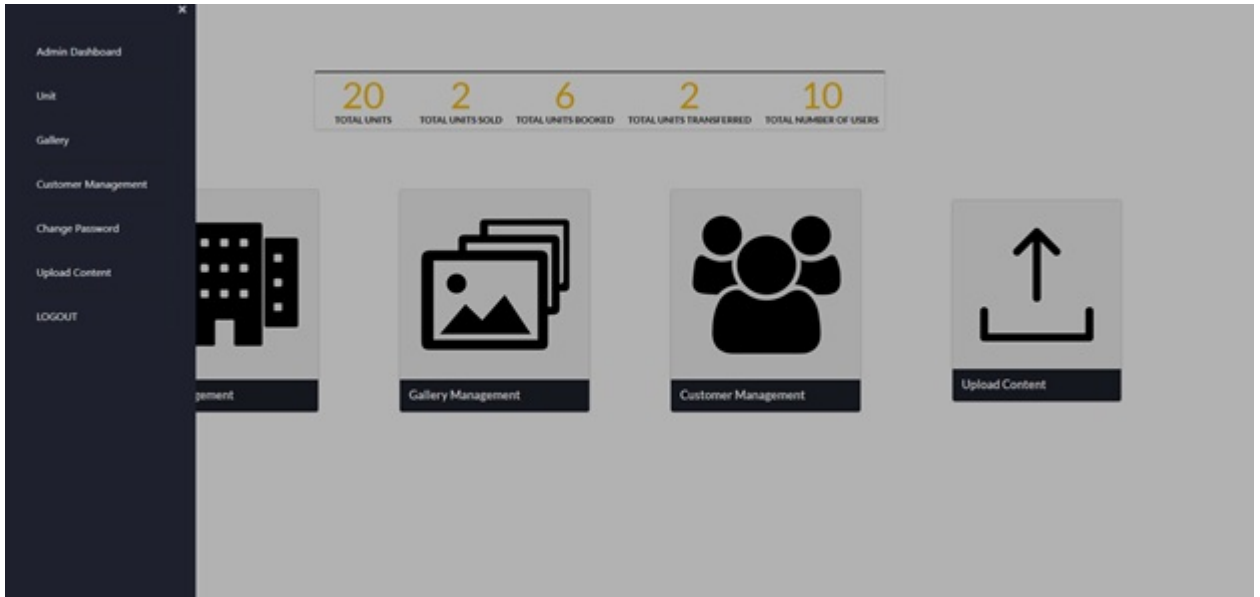 ×
Admin Dashboard
Unit
Gallery
Customer Management
Change Password
Upload Content
LOGOUT
20 2 6 2 10
TOTAL UNITS TOTAL UNITS SOLD TOTAL UNITS BOOKED TOTAL UNITS TRANSFERRED TOTAL NUMBER OF USERS
gement Gallery Management Customer Management Upload Content